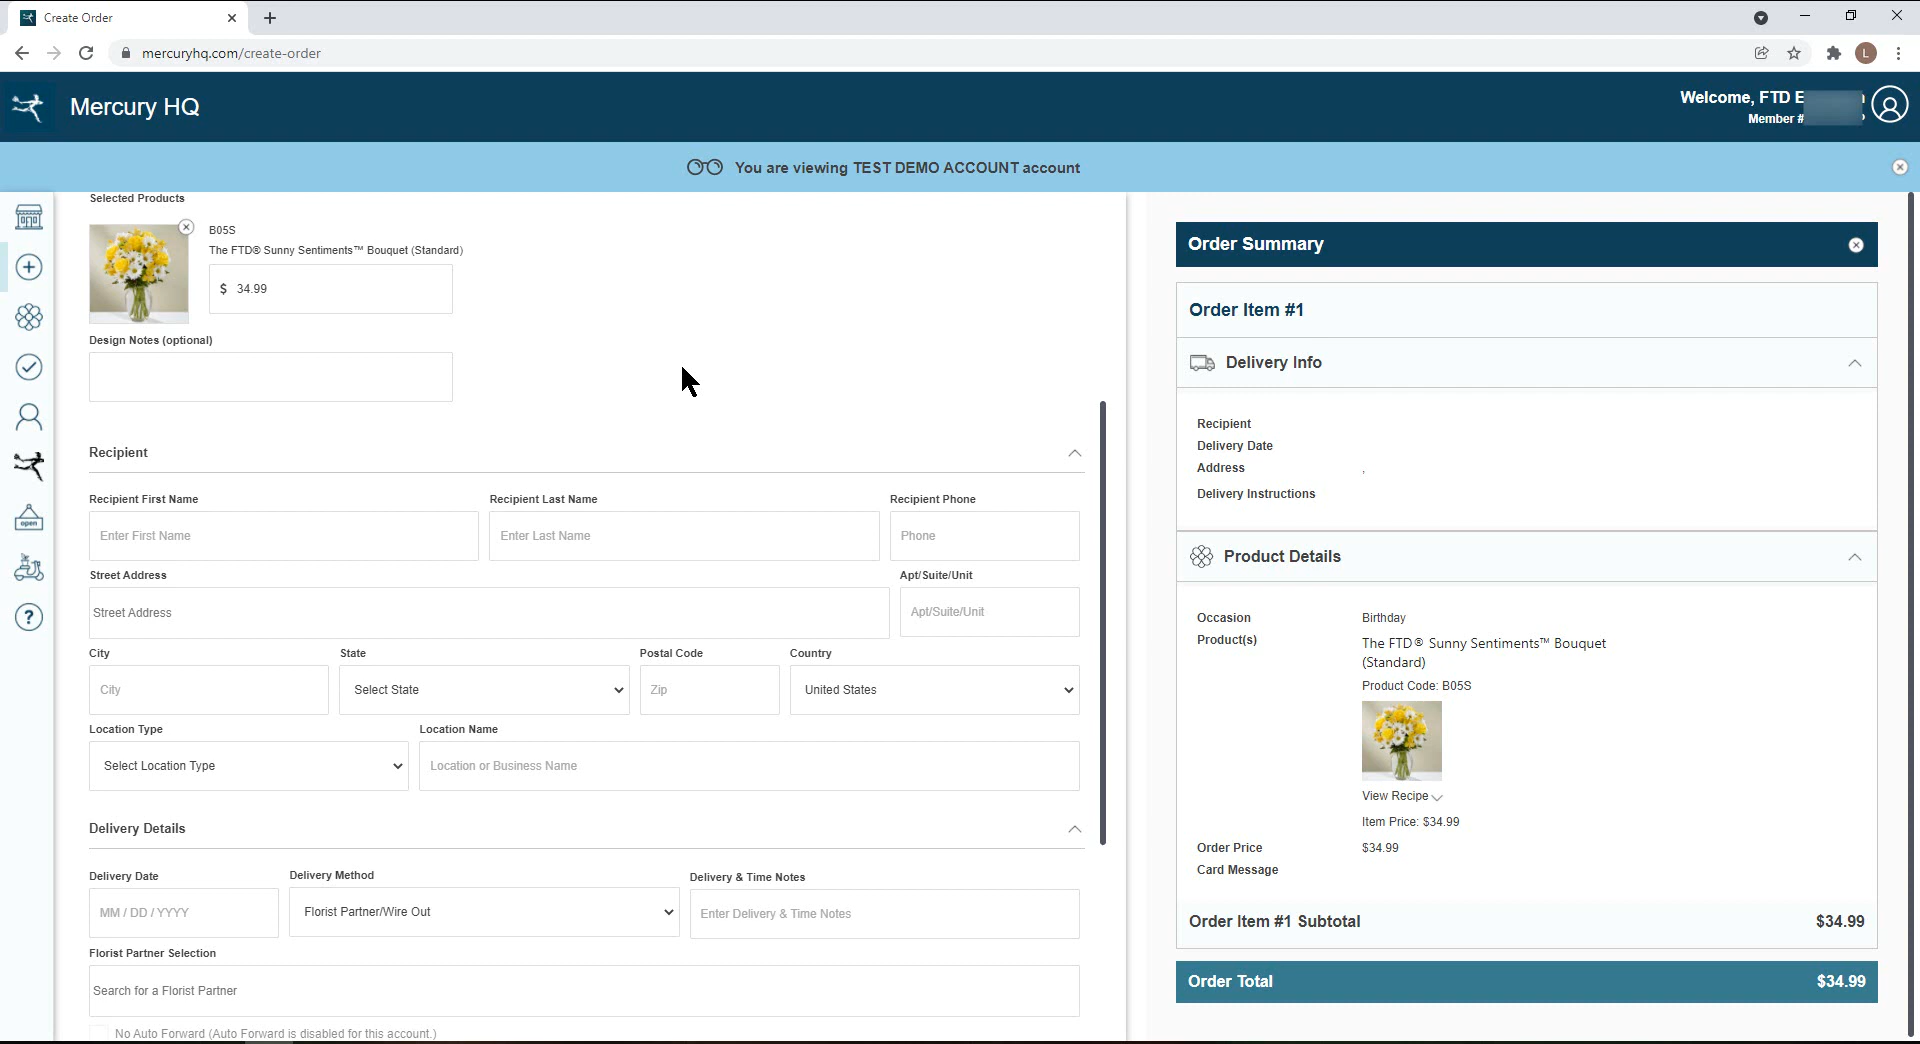 Create Order
mercuryhq.com/create-order
Mercury HQ
Welcome, FTD E
Member #
You are viewing TEST DEMO ACCOUNT account
Selected Products
B05S
The FTD® Sunny Sentiments™ Bouquet (Standard)
$ 34.99
Design Notes (optional)
Recipient
Recipient First Name
Recipient Last Name
Recipient Phone
Enter First Name
Enter Last Name
Phone
Street Address
Apt/Suite/Unit
Street Address
Apt/Suite/Unit
City
State
Postal Code
Country
City
Select State
Zip
United States
Location Type
Location Name
Select Location Type
Location or Business Name
Delivery Details
Delivery Date
Delivery Method
Delivery & Time Notes
MM / DD / YYYY
Florist Partner/Wire Out
Enter Delivery & Time Notes
Florist Partner Selection
Search for a Florist Partner
No Auto Forward (Auto Forward is disabled for this account.)
open
?
L
Order Summary
Order Item #1
Delivery Info
Recipient
Delivery Date
Address ,
Delivery Instructions
Product Details
Occasion Birthday
Product(s) The FTD® Sunny Sentiments™ Bouquet
(Standard)
Product Code: B05S
View Recipe
Item Price: $34.99
Order Price $34.99
Card Message
Order Item #1 Subtotal $34.99
Order Total $34.99